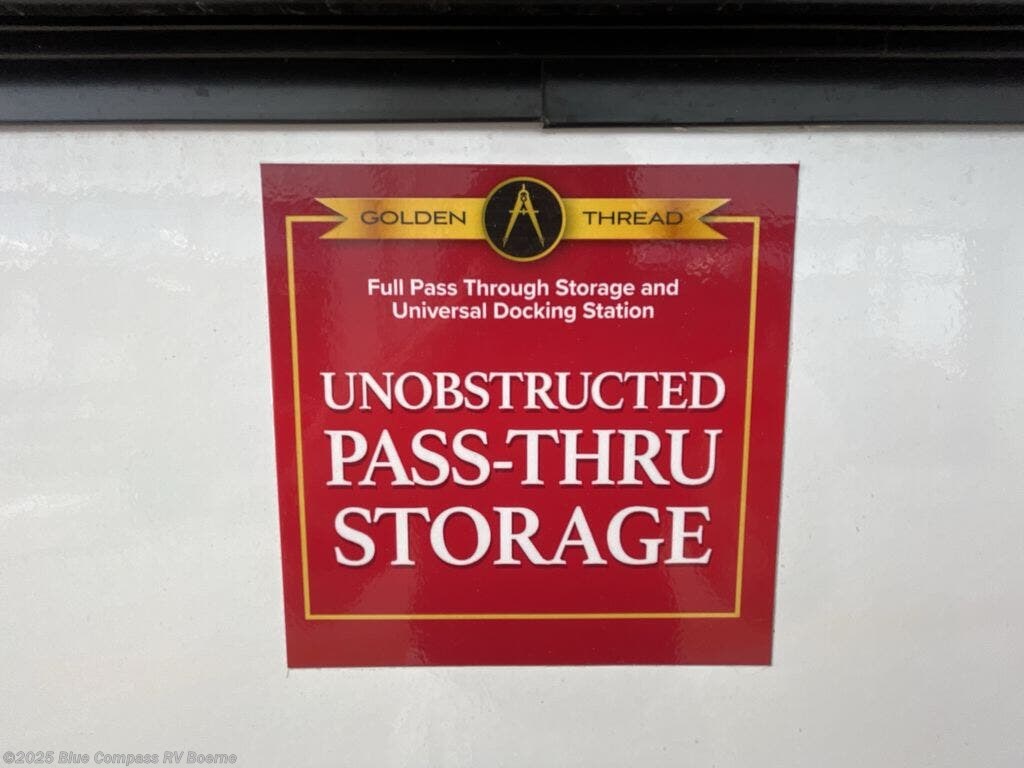 GOLDEN THREAD
Full Pass Through Storage and
Universal Docking Station
UNOBSTRUCTED
PASS-THRU
STORAGE
©2025 Blue Compass RV Boerne